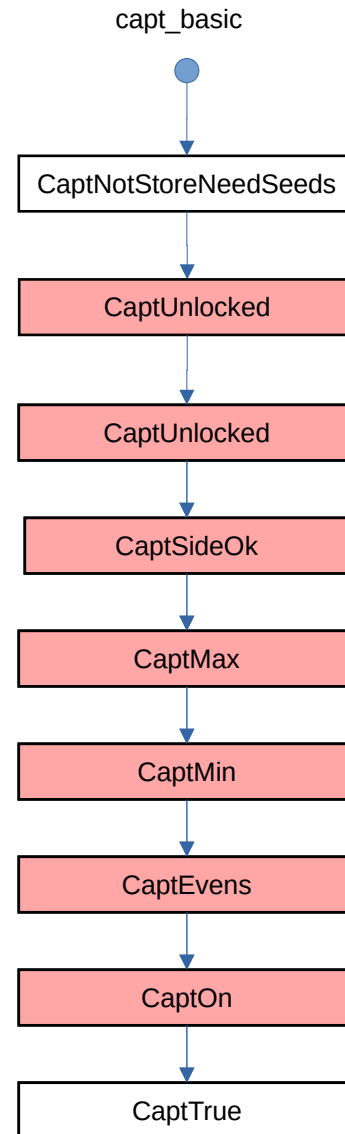 capt_basic
CaptNotStoreNeedSeeds
CaptUnlocked
CaptUnlocked
CaptSideOk
CaptMax
CaptMin
CaptEvens
CaptOn
CaptTrue